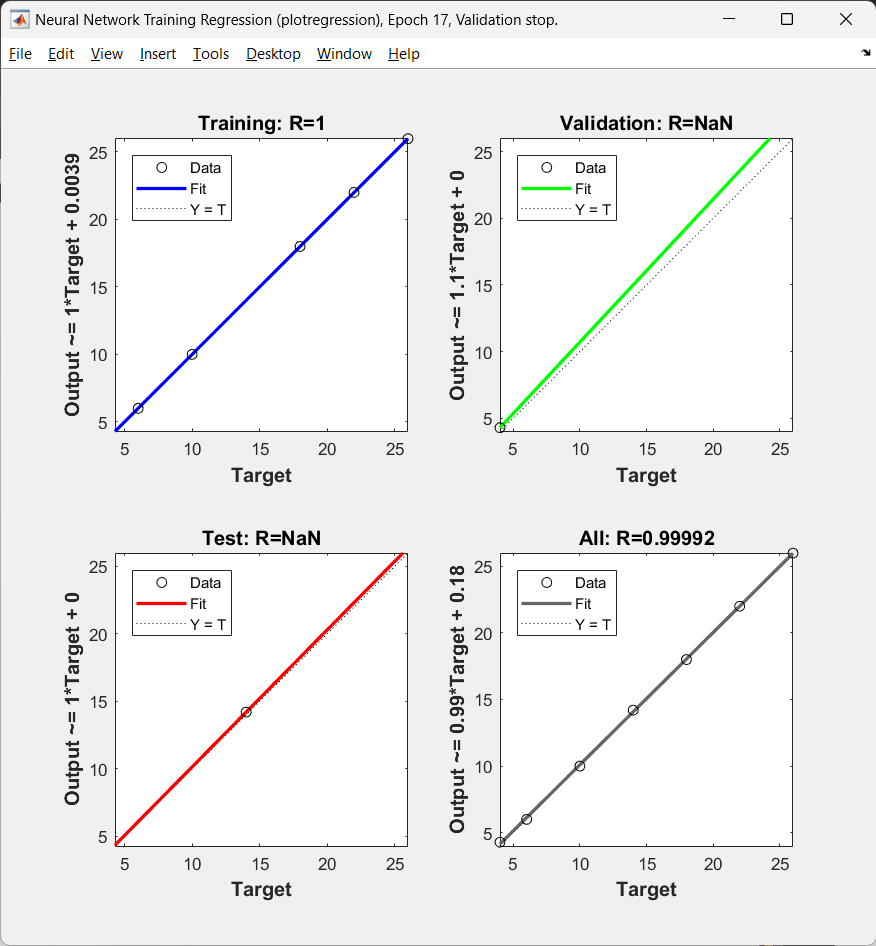 Neural Network Training Regression (plotregression), Epoch 17, Validation stop.
File Edit View Insert Tools Desktop Window Help
Training: R=1
Output ~= 1*Target + 0.0039
25
20
15
10
5
Data
Fit
Y = T
5 10 15 20 25
Target
Validation: R=NaN
Output ~= 1.1*Target + 0
25
20
15
10
5
Data
Fit
Y = T
5 10 15 20 25
Target
Test: R=NaN
Output ~= 1*Target + 0
25
20
15
10
5
Data
Fit
Y = T
5 10 15 20 25
Target
All: R=0.99992
Output ~= 0.99*Target + 0.18
25
20
15
10
5
Data
Fit
Y = T
5 10 15 20 25
Target